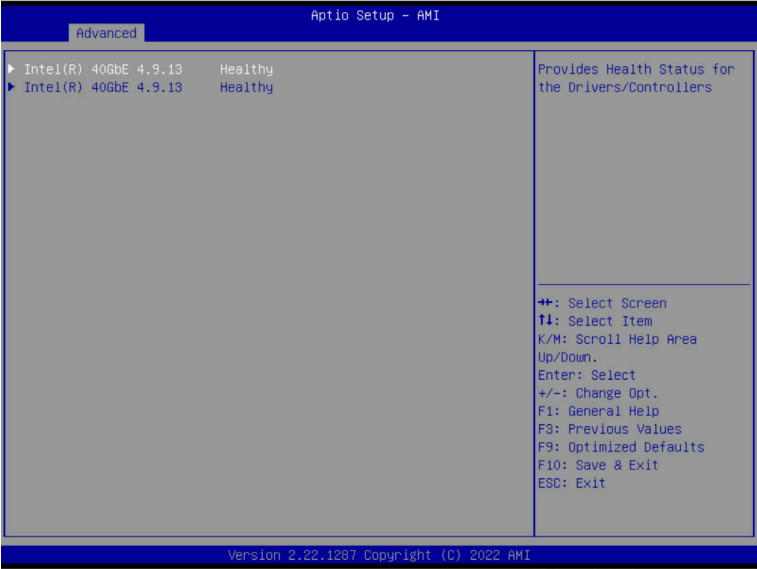 Aptio Setup – AMI
Advanced
▶ Intel(R) 40GbE 4.9.13 Healthy
▶ Intel(R) 40GbE 4.9.13 Healthy
Provides Health Status for
the Drivers/Controllers
→←: Select Screen
↑↓: Select Item
K/M: Scroll Help Area
Up/Down.
Enter: Select
+/-: Change Opt.
F1: General Help
F3: Previous Values
F9: Optimized Defaults
F10: Save & Exit
ESC: Exit
Version 2.22.1287 Copyright (C) 2022 AMI